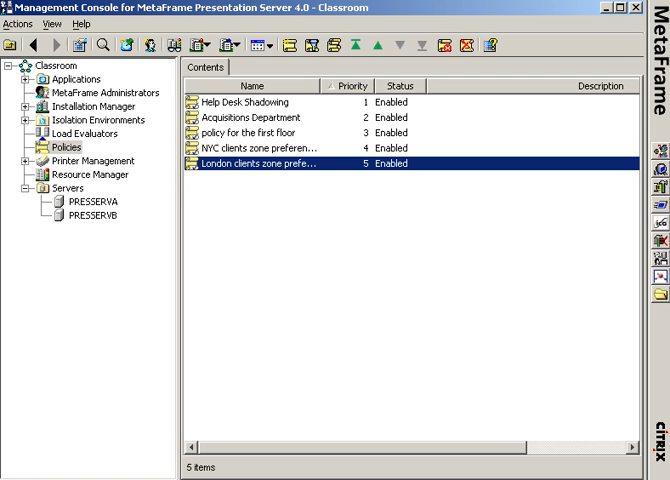 Management Console for MetaFrame Presentation Server 4.0 - Classroom
Actions View Help
Classroom
Applications
MetaFrame Administrators
Installation Manager
Isolation Environments
Load Evaluators
Policies
Printer Management
Resource Manager
Servers
PRESSERVA
PRESSERVB
Contents
Name Priority Status Description
Help Desk Shadowing 1 Enabled
Acquisitions Department 2 Enabled
policy for the first floor 3 Enabled
NYC clients zone preferen... 4 Enabled
London clients zone prefe... 5 Enabled
5 items
MetaFrame
ica
CITRIX